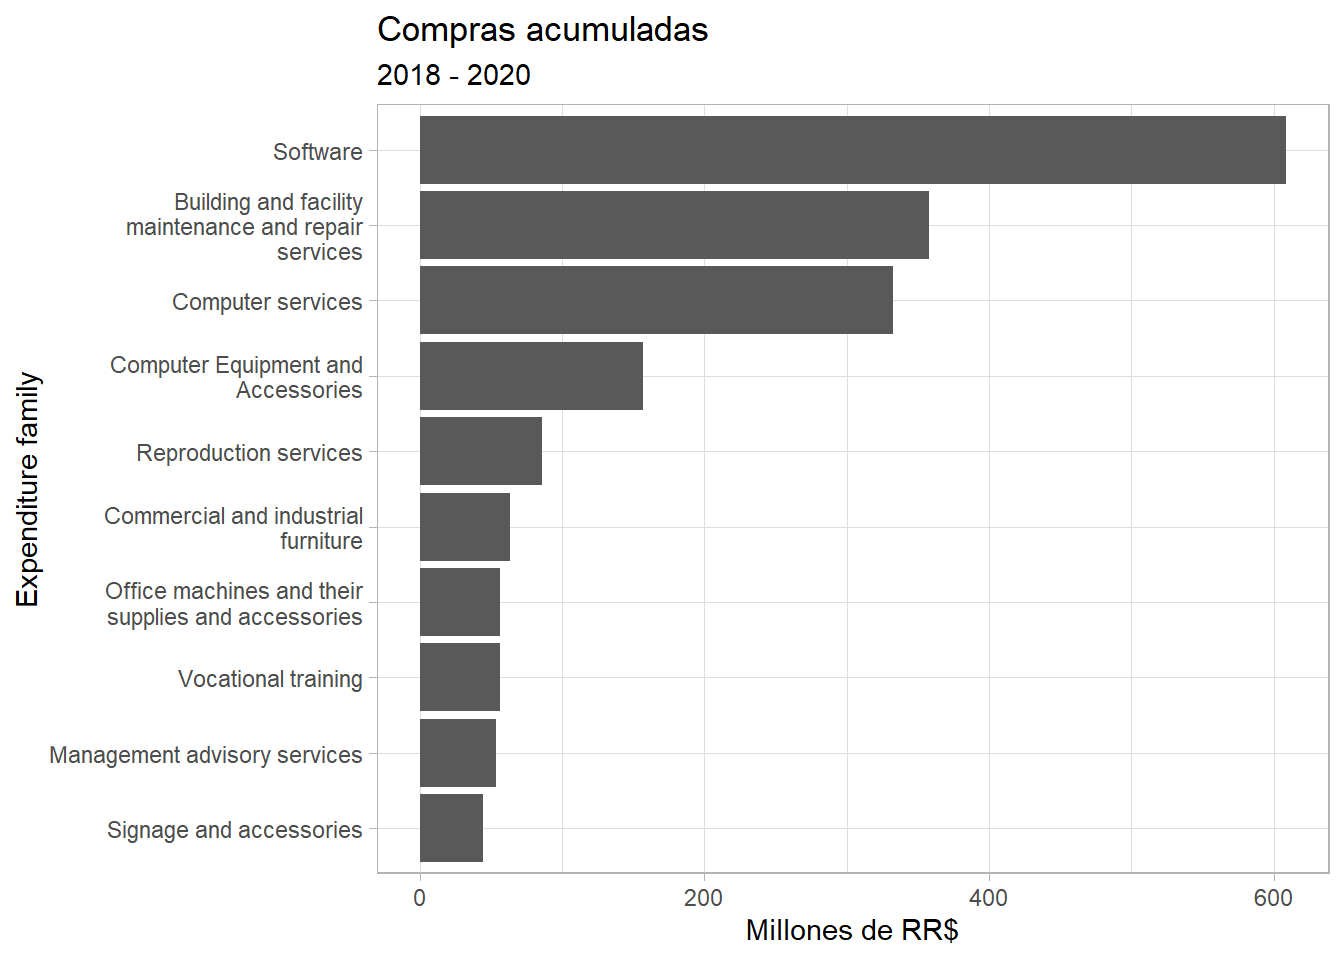 Compras acumuladas
2018 - 2020
Expenditure family
Software
Building and facility
maintenance and repair
services
Computer services
Computer Equipment and
Accessories
Reproduction services
Commercial and industrial
furniture
Office machines and their
supplies and accessories
Vocational training
Management advisory services
Signage and accessories
0
200
400
600
Millones de RR$